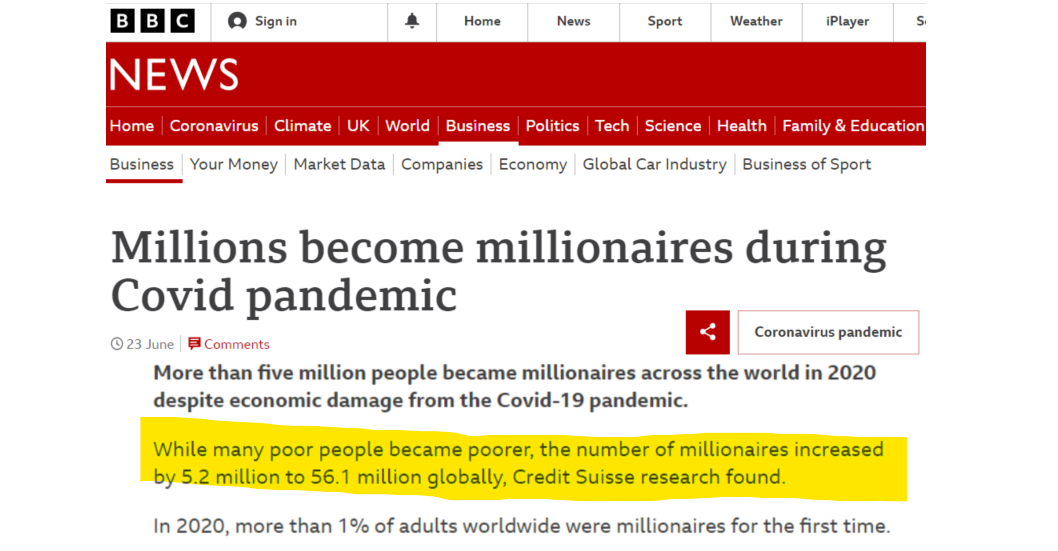 BBC Sign in Home News Sport Weather iPlayer
NEWS
Home Coronavirus Climate UK World Business Politics Tech Science Health Family & Education
Business Your Money Market Data Companies Economy Global Car Industry Business of Sport
Millions become millionaires during
Covid pandemic
Coronavirus pandemic
23 June Comments
More than five million people became millionaires across the world in 2020
despite economic damage from the Covid-19 pandemic.
While many poor people became poorer, the number of millionaires increased
by 5.2 million to 56.1 million globally, Credit Suisse research found.
In 2020, more than 1% of adults worldwide were millionaires for the first time.